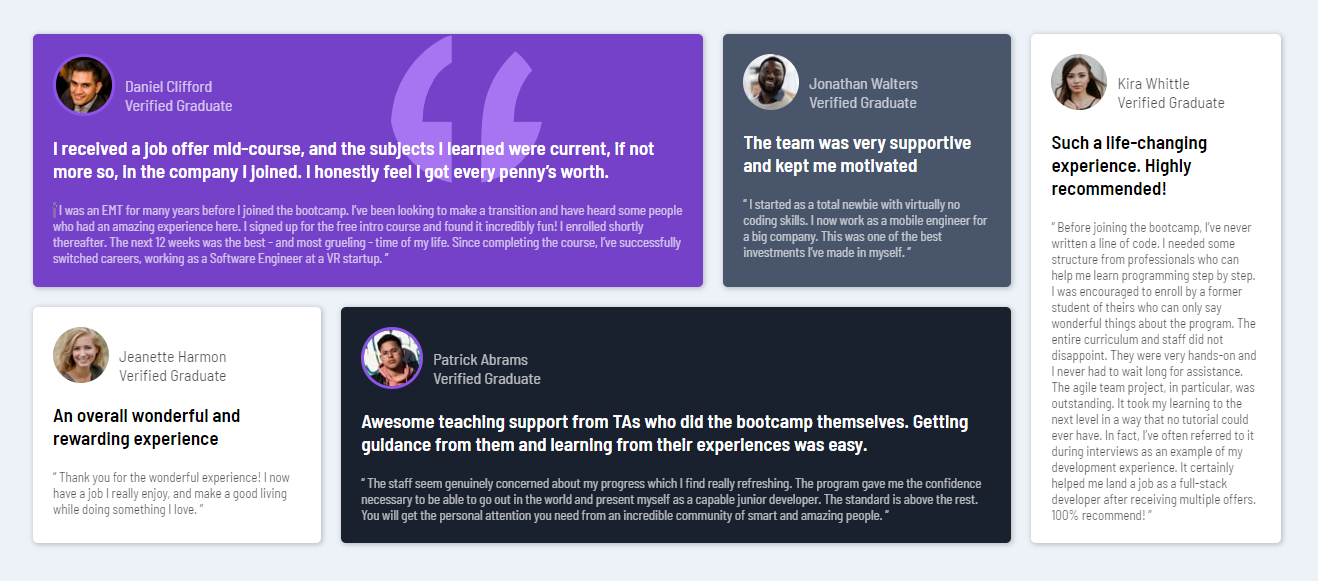 Daniel Clifford
Verified Graduate
I received a job offer mid-course, and the subjects I learned were current, if not
more so, in the company I joined. I honestly feel I got every penny’s worth.
“ I was an EMT for many years before I joined the bootcamp. I’ve been looking to make a transition and have heard some people
who had an amazing experience here. I signed up for the free intro course and found it incredibly fun! I enrolled shortly
thereafter. The next 12 weeks was the best - and most grueling - time of my life. Since completing the course, I’ve successfully
switched careers, working as a Software Engineer at a VR startup. ”
Jonathan Walters
Verified Graduate
The team was very supportive
and kept me motivated
“ I started as a total newbie with virtually no
coding skills. I now work as a mobile engineer for
a big company. This was one of the best
investments I’ve made in myself. ”
Kira Whittle
Verified Graduate
Such a life-changing
experience. Highly
recommended!
“ Before joining the bootcamp, I’ve never
written a line of code. I needed some
structure from professionals who can
help me learn programming step by step.
I was encouraged to enroll by a former
student of theirs who can only say
wonderful things about the program. The
entire curriculum and staff did not
disappoint. They were very hands-on and
I never had to wait long for assistance.
The agile team project, in particular, was
outstanding. It took my learning to the
next level in a way that no tutorial could
ever have. In fact, I’ve often referred to it
during interviews as an example of my
development experience. It certainly
helped me land a job as a full-stack
developer after receiving multiple offers.
100% recommend! ”
Jeanette Harmon
Verified Graduate
An overall wonderful and
rewarding experience
“ Thank you for the wonderful experience! I now
have a job I really enjoy, and make a good living
while doing something I love. ”
Patrick Abrams
Verified Graduate
Awesome teaching support from TAs who did the bootcamp themselves. Getting
guidance from them and learning from their experiences was easy.
“ The staff seem genuinely concerned about my progress which I find really refreshing. The program gave me the confidence
necessary to be able to go out in the world and present myself as a capable junior developer. The standard is above the rest.
You will get the personal attention you need from an incredible community of smart and amazing people. ”